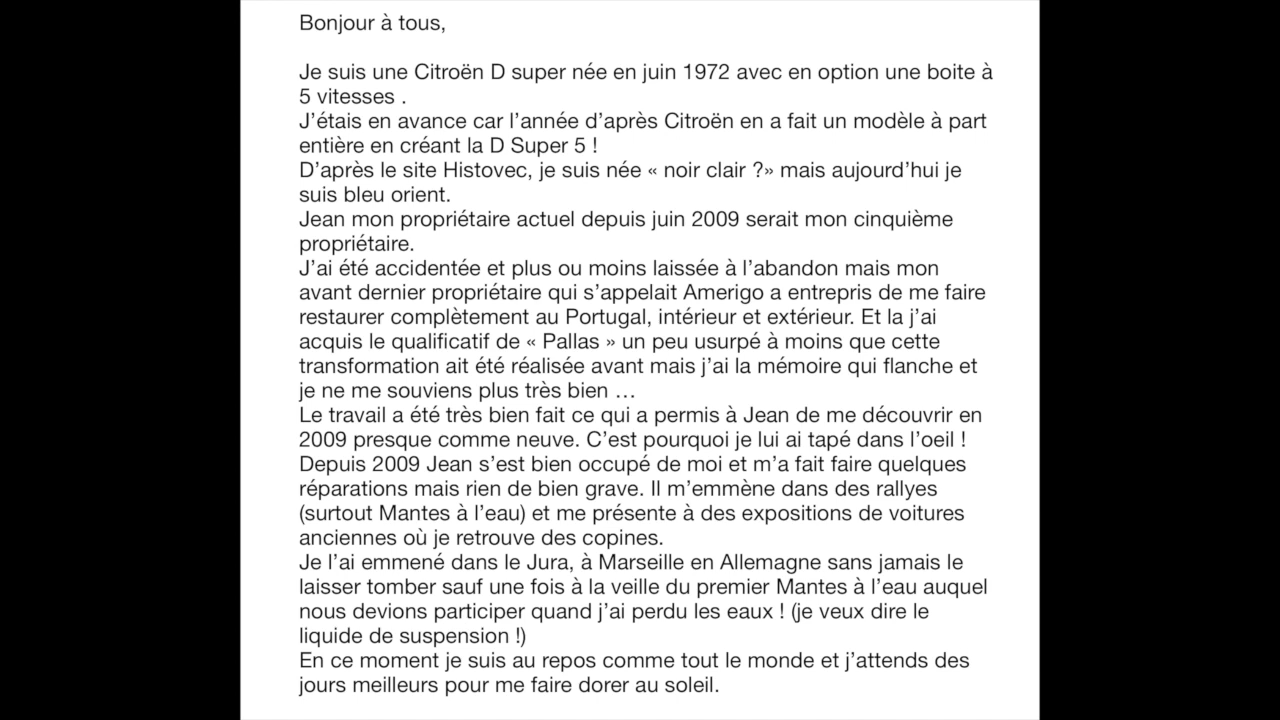 Bonjour à tous,
Je suis une Citroën D super née en juin 1972 avec en option une boite à
5 vitesses .
J’étais en avance car l’année d’après Citroën en a fait un modèle à part
entière en créant la D Super 5 !
D’après le site Histovec, je suis née « noir clair ?» mais aujourd’hui je
suis bleu orient.
Jean mon propriétaire actuel depuis juin 2009 serait mon cinquième
propriétaire.
J’ai été accidentée et plus ou moins laissée à l’abandon mais mon
avant dernier propriétaire qui s’appelait Amerigo a entrepris de me faire
restaurer complètement au Portugal, intérieur et extérieur. Et la j’ai
acquis le qualificatif de « Pallas » un peu usurpé à moins que cette
transformation ait été réalisée avant mais j’ai la mémoire qui flanche et
je ne me souviens plus très bien …
Le travail a été très bien fait ce qui a permis à Jean de me découvrir en
2009 presque comme neuve. C’est pourquoi je lui ai tapé dans l’oeil !
Depuis 2009 Jean s’est bien occupé de moi et m’a fait faire quelques
réparations mais rien de bien grave. Il m’emmène dans des rallyes
(surtout Mantes à l’eau) et me présente à des expositions de voitures
anciennes où je retrouve des copines.
Je l’ai emmené dans le Jura, à Marseille en Allemagne sans jamais le
laisser tomber sauf une fois à la veille du premier Mantes à l’eau auquel
nous devions participer quand j’ai perdu les eaux ! (je veux dire le
liquide de suspension !)
En ce moment je suis au repos comme tout le monde et j’attends des
jours meilleurs pour me faire dorer au soleil.